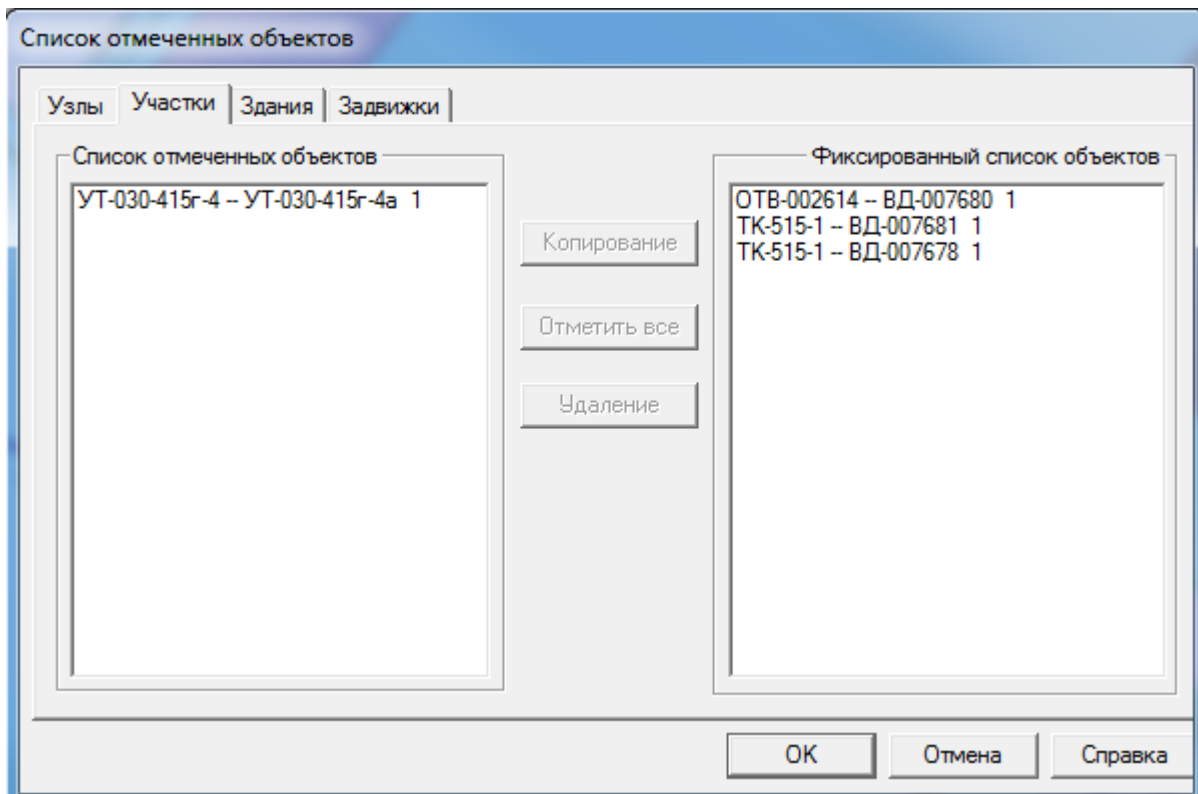 Список отмеченных объектов
Узлы Участки Здания Задвижки
Список отмеченных объектов
УТ-030-415г-4 -- УТ-030-415г-4а 1
Копирование
Отметить все
Удаление
Фиксированный список объектов
ОТВ-002614 -- ВД-007680 1
ТК-515-1 -- ВД-007681 1
ТК-515-1 -- ВД-007678 1
OK Отмена Справка